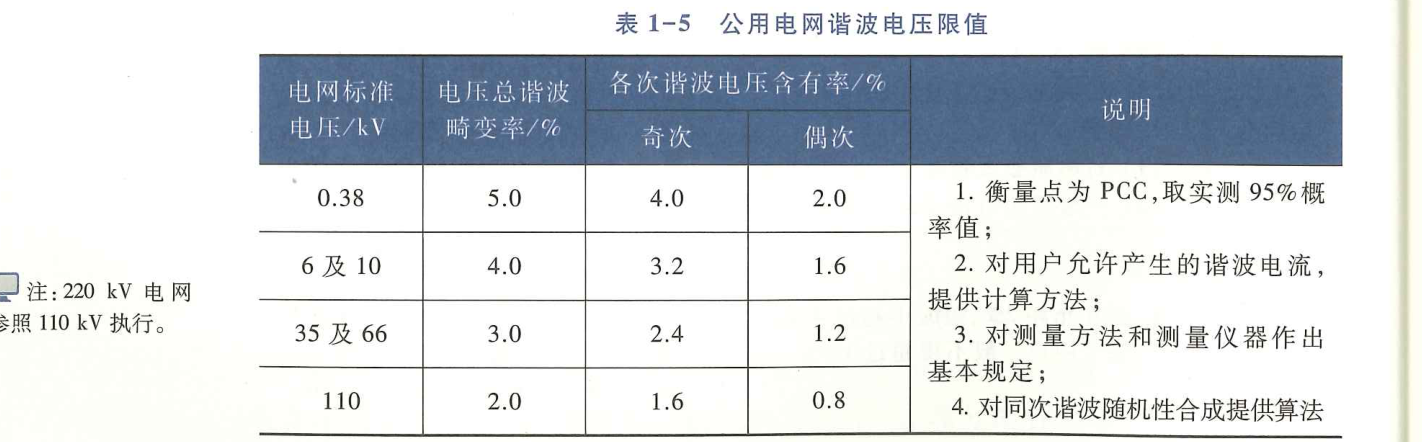 表 1-5 公用电网谐波电压限值
电网标准
电压/kV
电压总谐波
畸变率/%
各次谐波电压含有率/%
奇次
偶次
说明
0.38 5.0 4.0 2.0
6 及 10 4.0 3.2 1.6
35 及 66 3.0 2.4 1.2
110 2.0 1.6 0.8
1. 衡量点为 PCC,取实测 95%概
率值;
2. 对用户允许产生的谐波电流,
提供计算方法;
3. 对测量方法和测量仪器作出
基本规定;
4. 对同次谐波随机性合成提供算法
注:220 kV 电网
参照 110 kV 执行。